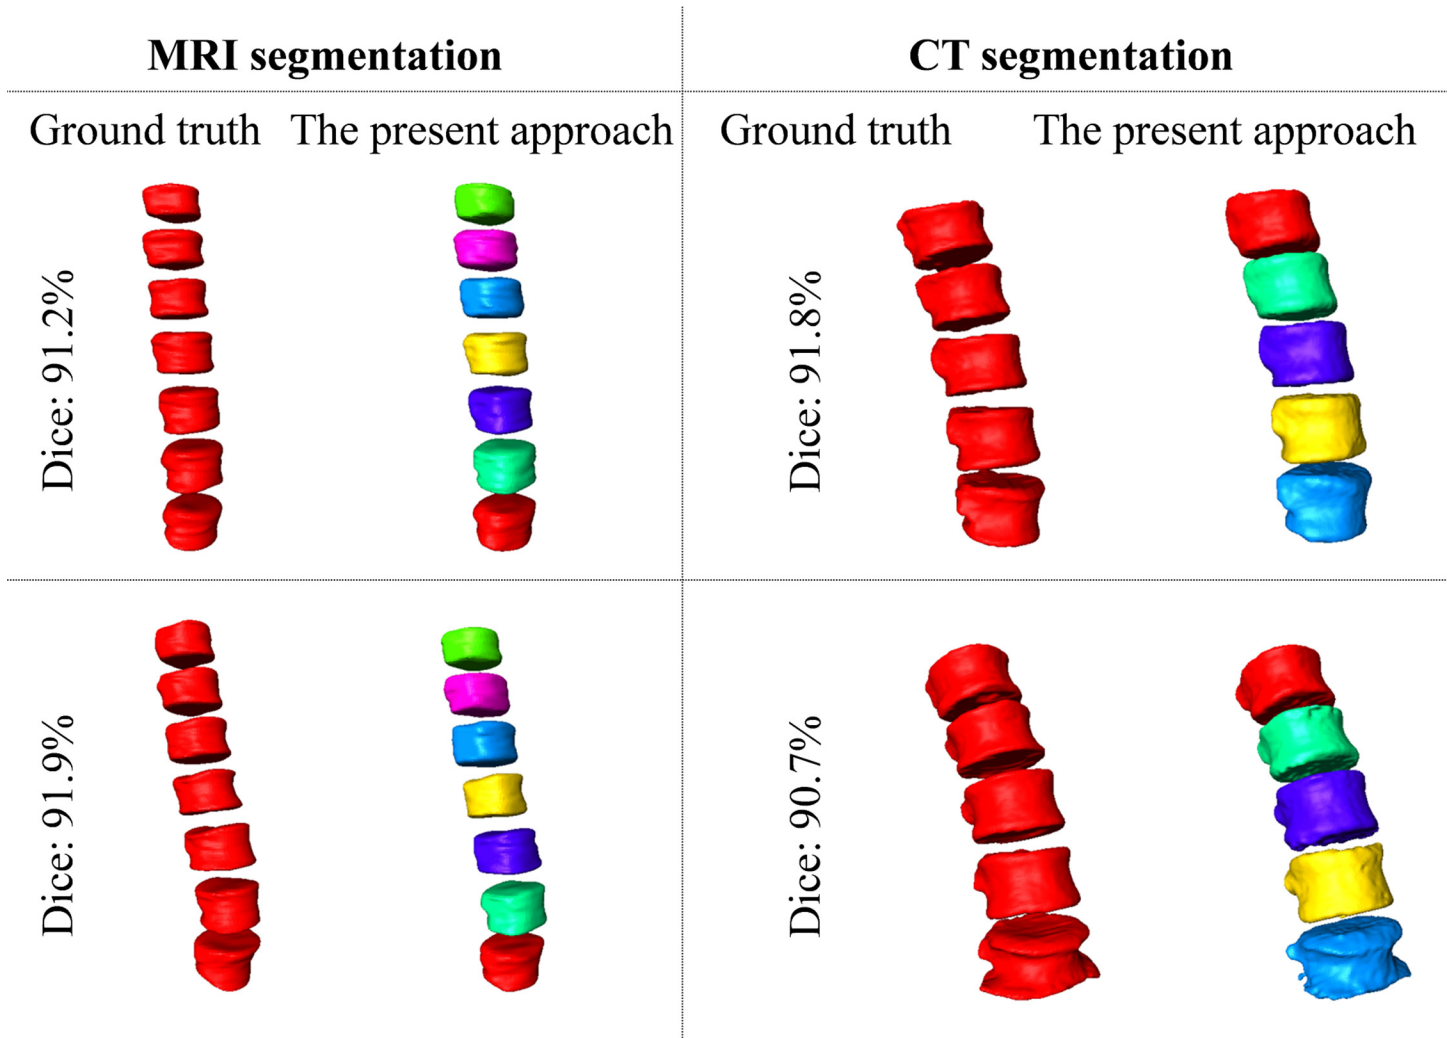 MRI segmentation
CT segmentation
Ground truth
The present approach
Ground truth
The present approach
Dice: 91.2%
Dice: 91.8%
Dice: 91.9%
Dice: 90.7%